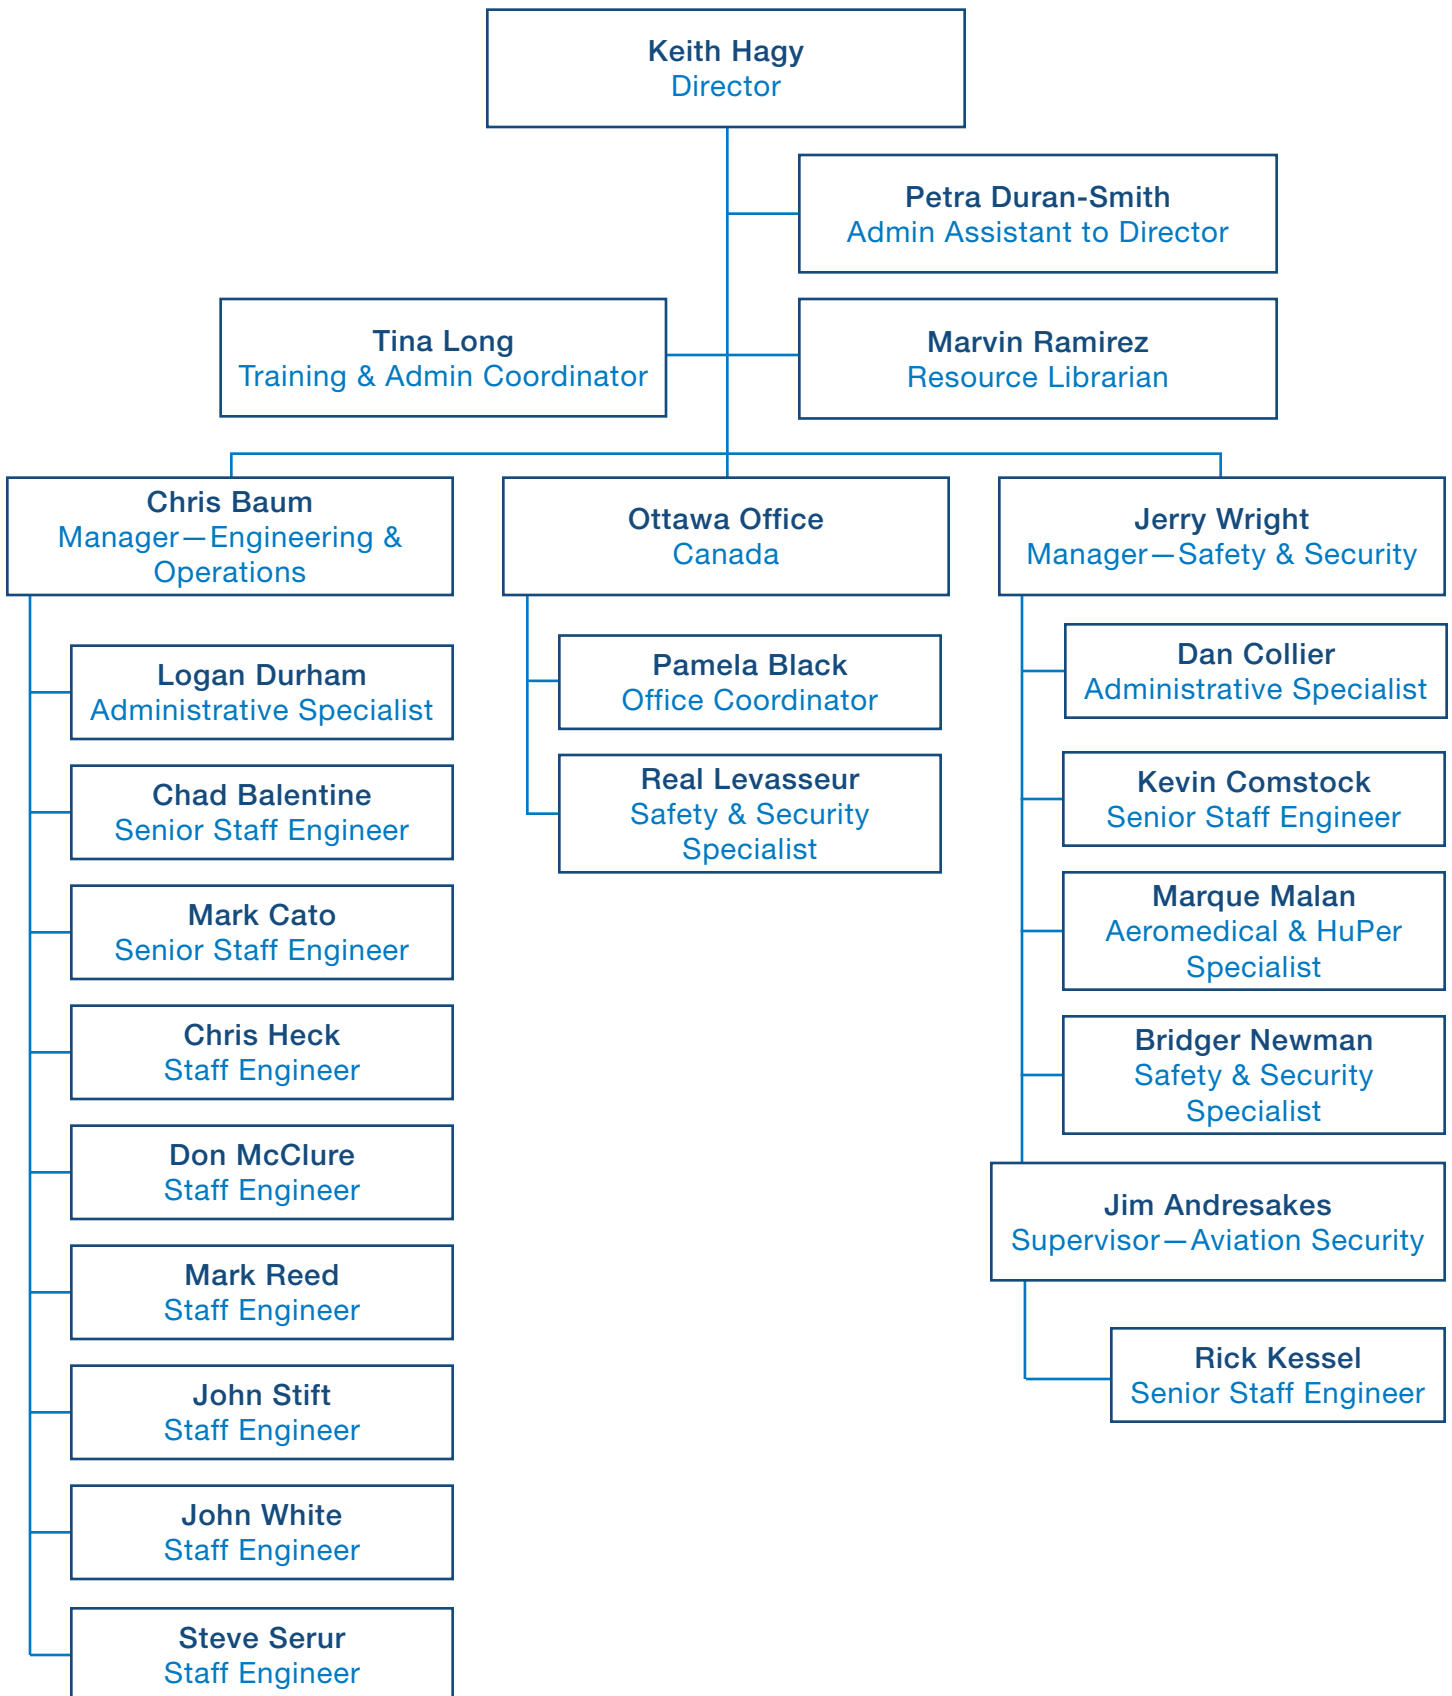 Keith Hagy
Director
Petra Duran-Smith
Admin Assistant to Director
Tina Long
Training & Admin Coordinator
Marvin Ramirez
Resource Librarian
Chris Baum
Manager—Engineering &
Operations
Logan Durham
Administrative Specialist
Chad Balentine
Senior Staff Engineer
Mark Cato
Senior Staff Engineer
Chris Heck
Staff Engineer
Don McClure
Staff Engineer
Mark Reed
Staff Engineer
John Stift
Staff Engineer
John White
Staff Engineer
Steve Serur
Staff Engineer
Ottawa Office
Canada
Pamela Black
Office Coordinator
Real Levasseur
Safety & Security
Specialist
Jerry Wright
Manager—Safety & Security
Dan Collier
Administrative Specialist
Kevin Comstock
Senior Staff Engineer
Marque Malan
Aeromedical & HuPer
Specialist
Bridger Newman
Safety & Security
Specialist
Jim Andresakes
Supervisor—Aviation Security
Rick Kessel
Senior Staff Engineer